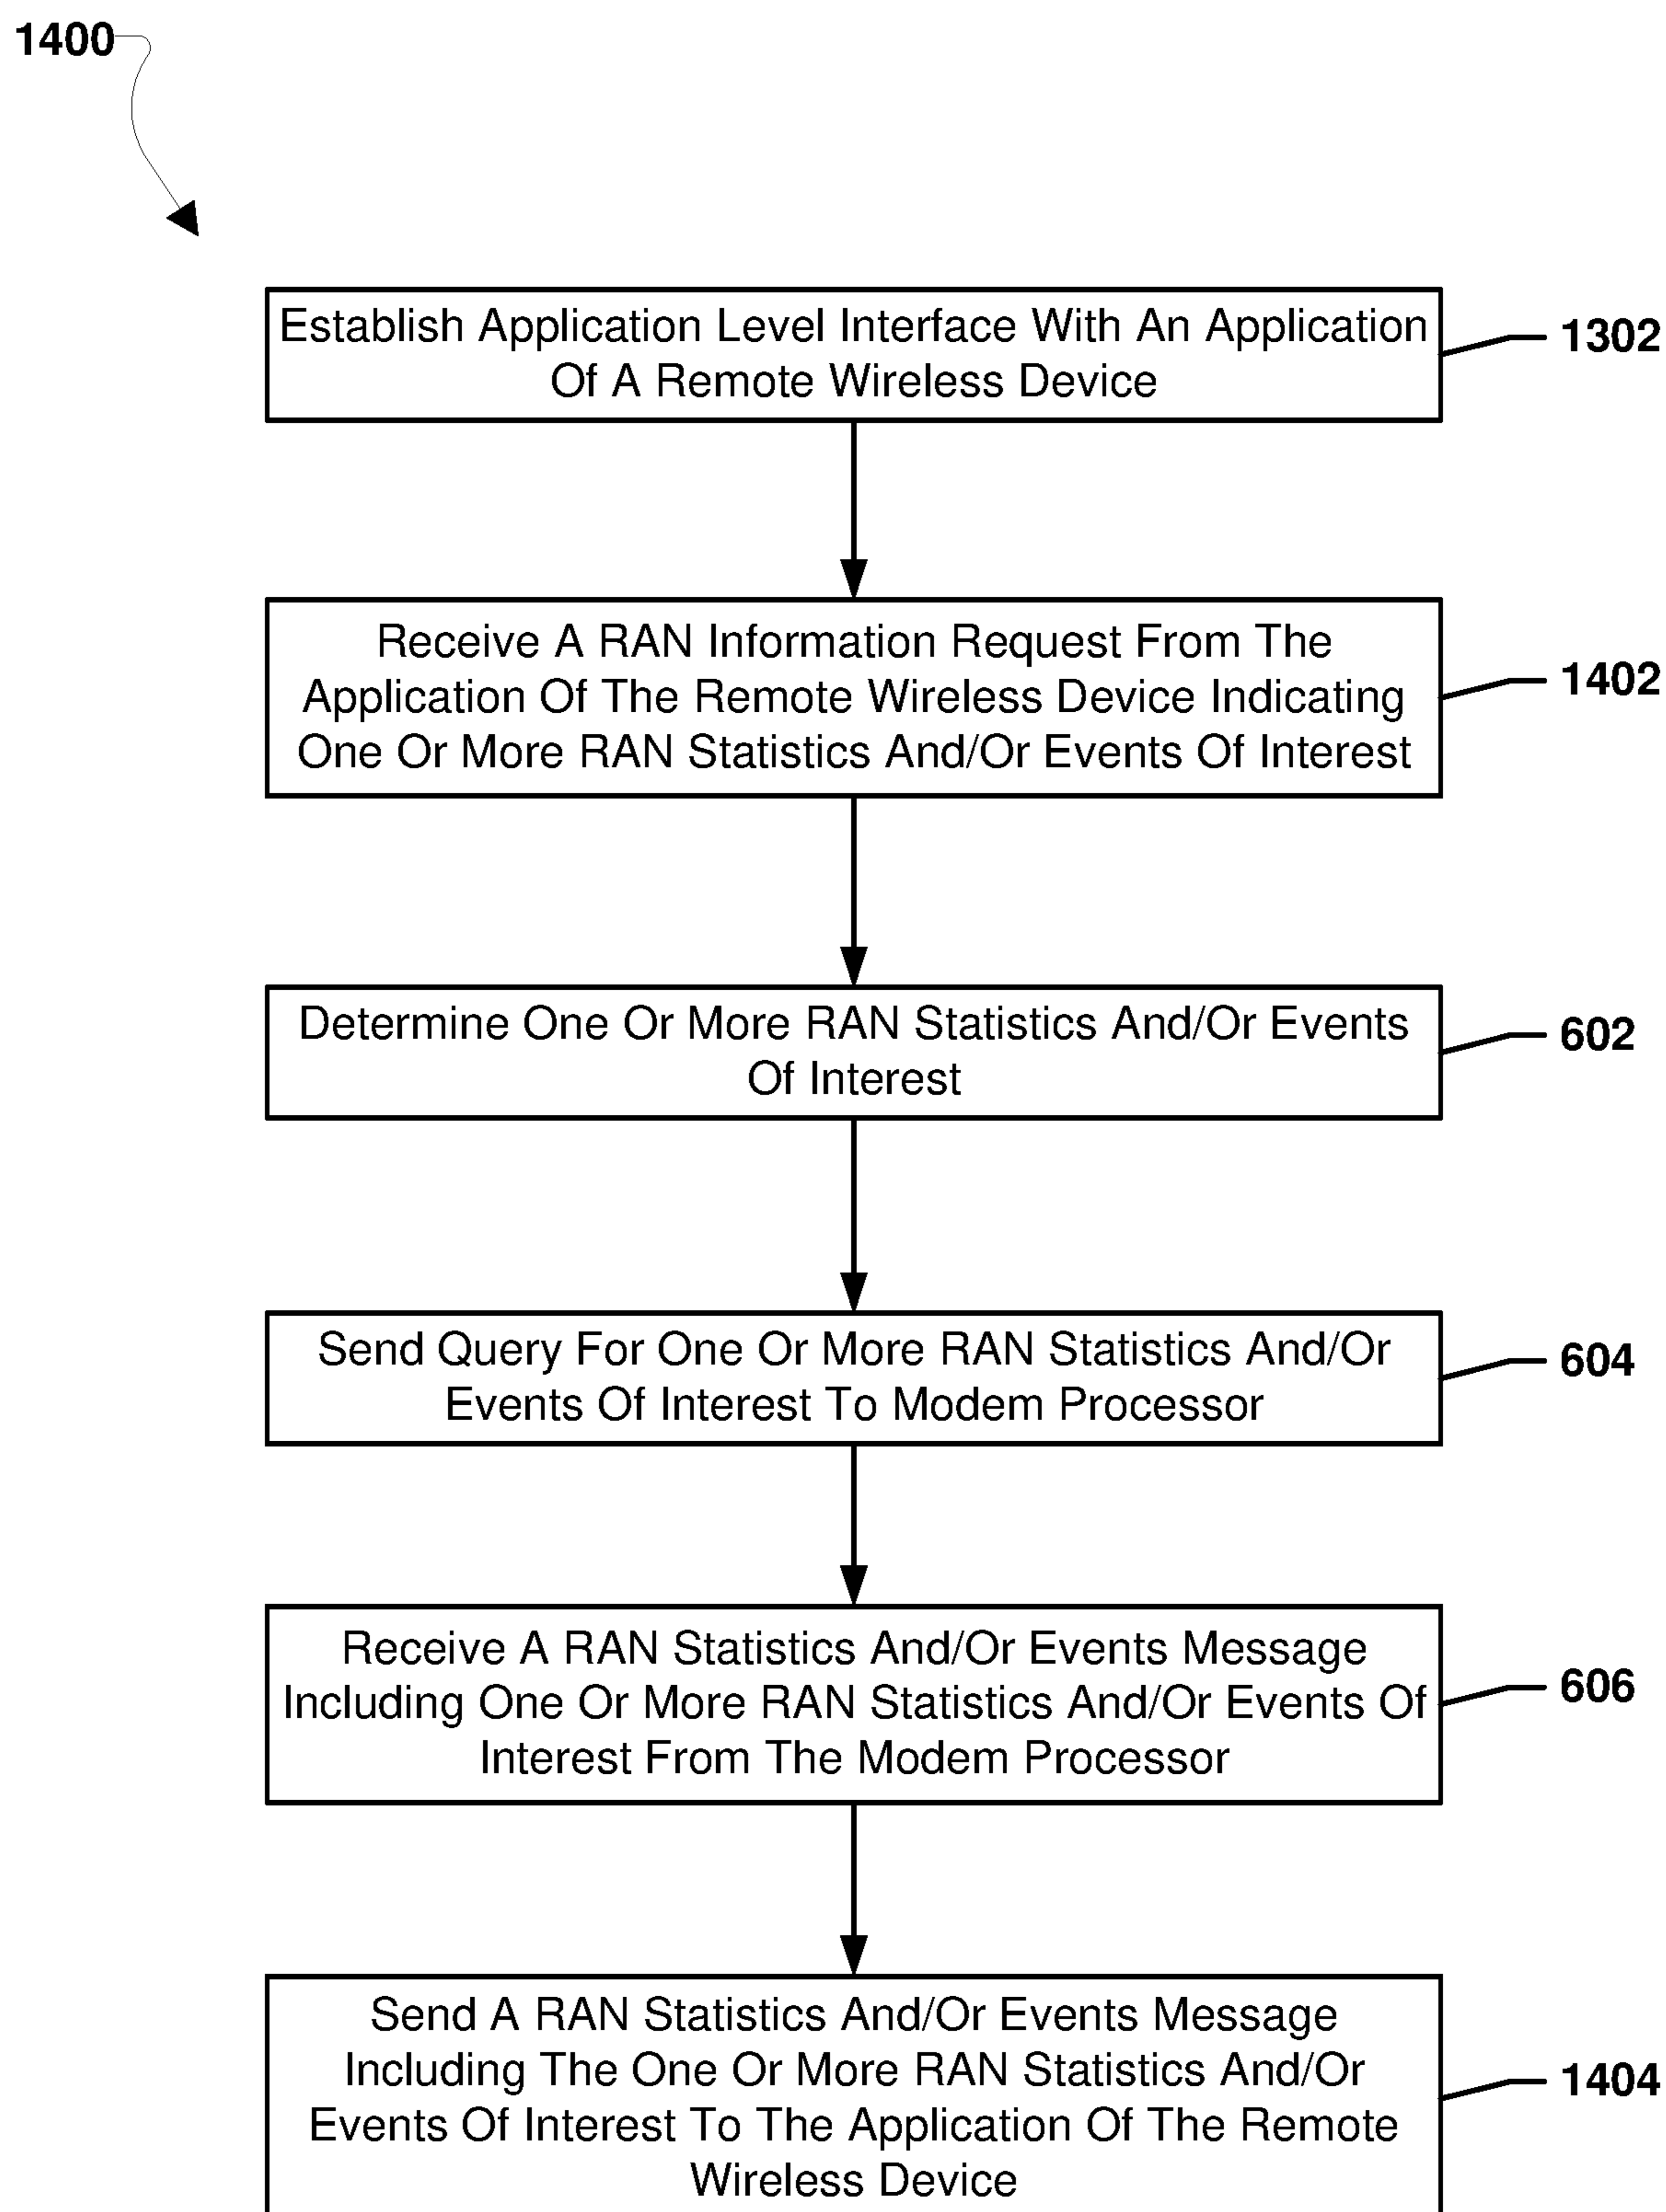 1400
Establish Application Level Interface With An Application
Of A Remote Wireless Device
1302
Receive A RAN Information Request From The
Application Of The Remote Wireless Device Indicating
One Or More RAN Statistics And/Or Events Of Interest
1402
Determine One Or More RAN Statistics And/Or Events
Of Interest
602
Send Query For One Or More RAN Statistics And/Or
Events Of Interest To Modem Processor
604
Receive A RAN Statistics And/Or Events Message
Including One Or More RAN Statistics And/Or Events Of
Interest From The Modem Processor
606
Send A RAN Statistics And/Or Events Message
Including The One Or More RAN Statistics And/Or
Events Of Interest To The Application Of The Remote
Wireless Device
1404